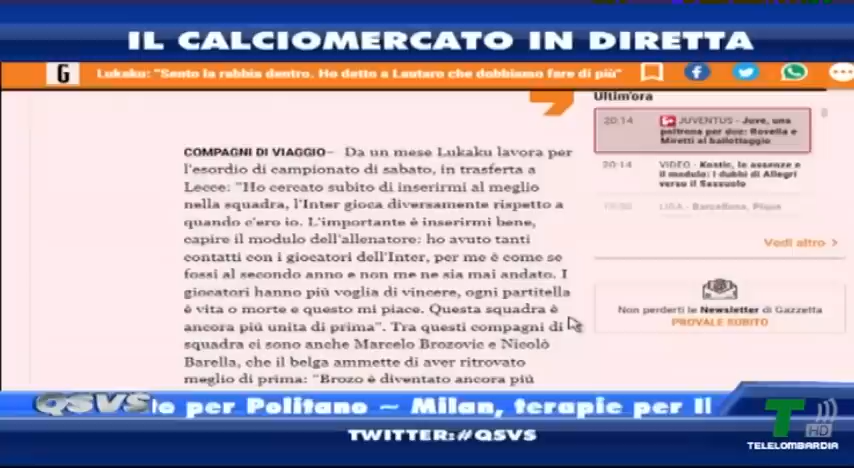 IL CALCIOMERCATO IN DIRETTA
G
Lukaku: "Sento la rabbia dentro. Ho detto a Lautaro che dobbiamo fare di più"
COMPAGNI DI VIAGGIO– Da un mese Lukaku lavora per
l'esordio di campionato di sabato, in trasferta a
Lecce: "Ho cercato subito di inserirmi al meglio
nella squadra, l'Inter gioca diversamente rispetto a
quando c'ero io. L'importante è inserirmi bene,
capire il modulo dell'allenatore: ho avuto tanti
contatti con i giocatori dell'Inter, per me è come se
fossi al secondo anno e non me ne sia mai andato. I
giocatori hanno più voglia di vincere, ogni partitella
è vita o morte e questo mi piace. Questa squadra è
ancora più unita di prima". Tra questi compagni di
squadra ci sono anche Marcelo Brozovic e Nicolò
Barella, che il belga ammette di aver ritrovato
meglio di prima: "Brozo è diventato ancora più
Ultim'ora
20:14 JUVENTUS - Juve, una
poltrona per due: Rovella e
Miretti al ballottaggio
20:14 VIDEO - Kostic, le assenze e
il modulo: i dubbi di Allegri
verso il Sassuolo
LIGA - Barcellona,
Vedi altro >
Non perderti le Newsletter di Gazzetta
PROVALE SUBITO
QSVS
to per Politano ~ Milan, terapie per Il
TWITTER:#QSVS
T HD
TELELOMBARDIA